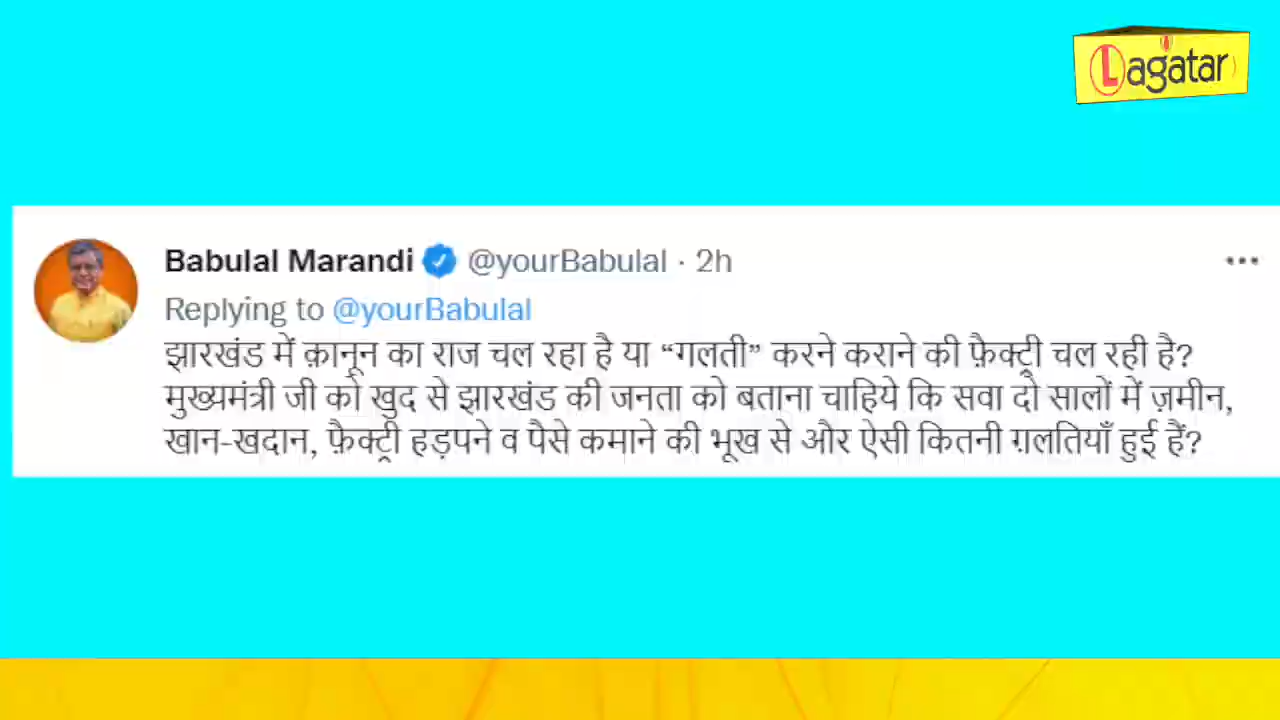 Lagatar
Babulal Marandi @yourBabulal · 2h
Replying to @yourBabulal
झारखंड में क़ानून का राज चल रहा है या “गलती” करने कराने की फ़ैक्ट्री चल रही है?
मुख्यमंत्री जी को खुद से झारखंड की जनता को बताना चाहिये कि सवा दो सालों में ज़मीन,
खान-खदान, फ़ैक्ट्री हड़पने व पैसे कमाने की भूख से और ऐसी कितनी ग़लतियाँ हुई हैं?